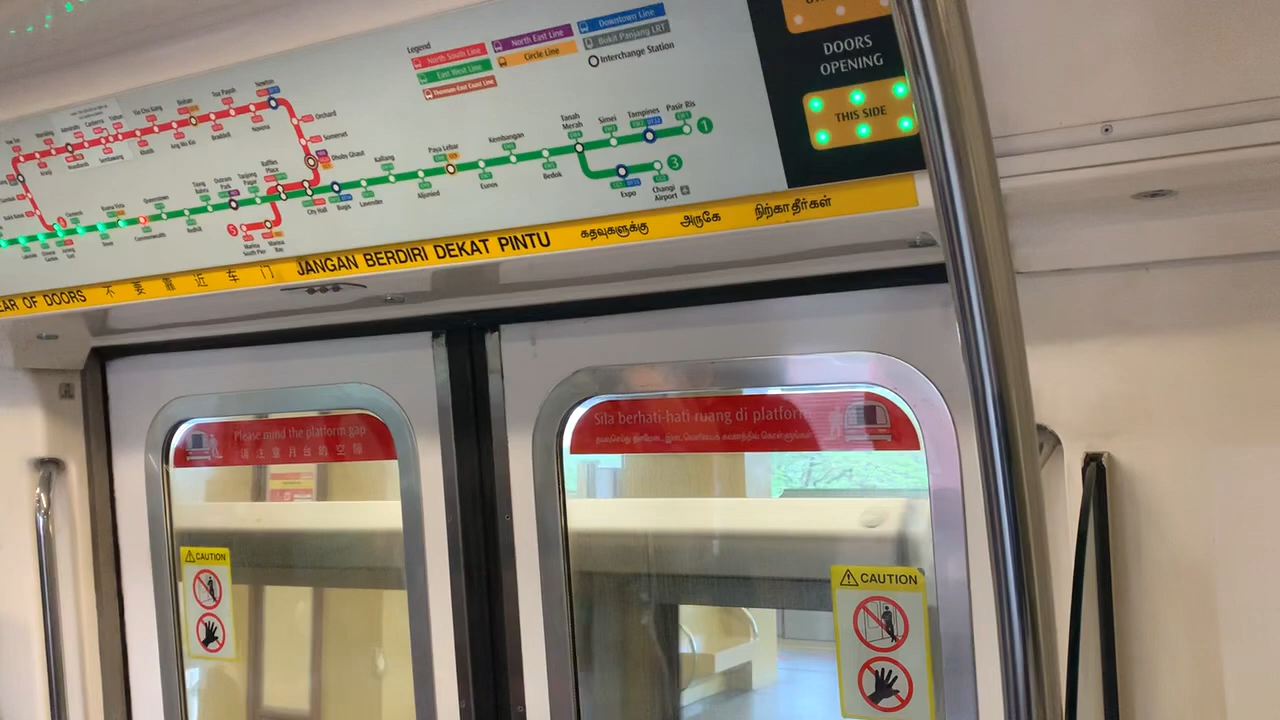 Legend
North South Line
East West Line
Thomson-East Coast Line
North East Line
Circle Line
Downtown Line
Bukit Panjang LRT
Interchange Station
DOORS
OPENING
THIS SIDE
Newton
Toa Payoh
Bishan
Yio Chu Kang
Yishun
Canberra
Admiralty
Sembawang
Khatib
Ang Mo Kio
Braddell
Novena
Orchard
Somerset
Dhoby Ghaut
Raffles
Place
City Hall
Bugis
Lavender
Kallang
Aljunied
Paya Lebar
Eunos
Kembangan
Bedok
Tanah
Merah
Simei
Tampines
Pasir Ris
1
Expo
Changi
Airport
3
Tanjong
Pagar
Outram
Park
Tiong
Bahru
Redhill
Queenstown
Commonwealth
Buona Vista
Dover
Clementi
5
Marina
South Pier
Marina
Bay
EAR OF DOORS 不要靠近车门 JANGAN BERDIRI DEKAT PINTU கதவுகளுக்கு அருகே நிற்காதீர்கள்
Please mind the platform gap
请注意月台的空隙
Sila berhati-hati ruang di platform
CAUTION
CAUTION